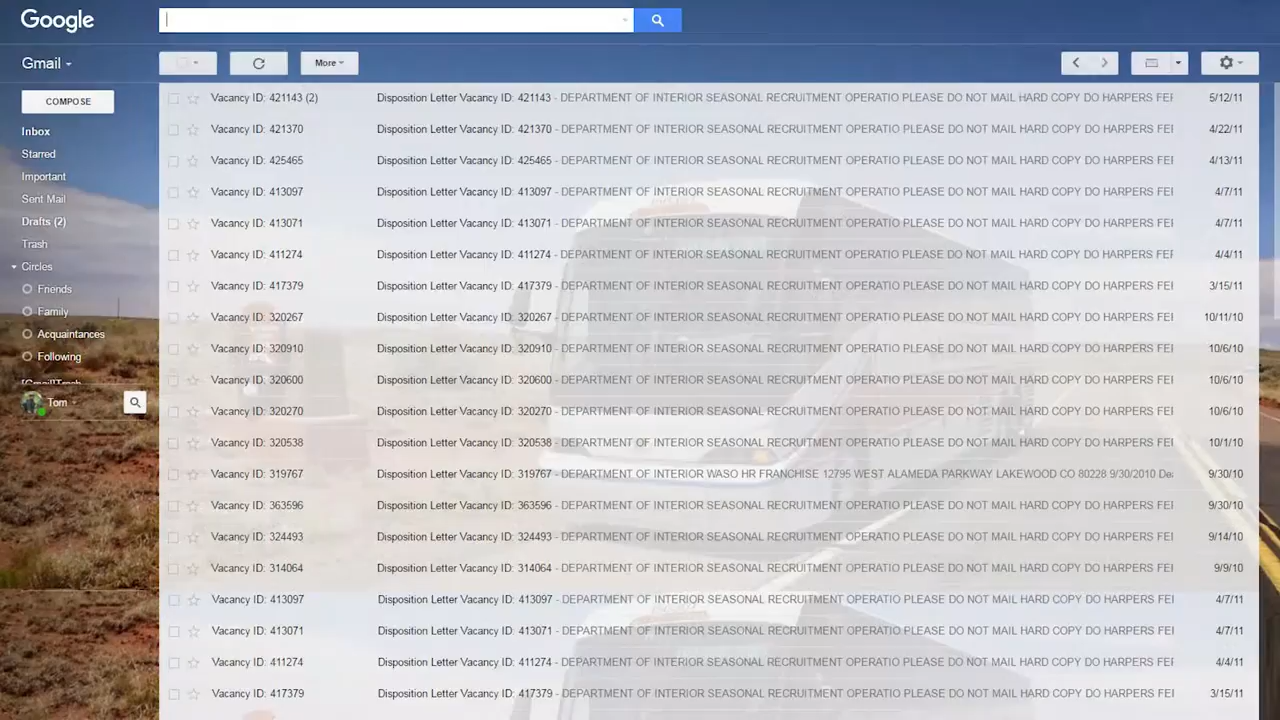 Google
Gmail
More
COMPOSE
Inbox
Starred
Important
Sent Mail
Drafts (2)
Trash
Circles
Friends
Family
Acquaintances
Following
[Gmail]Trash
Tom
Vacancy ID: 421143 (2) Disposition Letter Vacancy ID: 421143 - DEPARTMENT OF INTERIOR SEASONAL RECRUITMENT OPERATIO PLEASE DO NOT MAIL HARD COPY DO HARPERS FEF 5/12/11
Vacancy ID: 421370 Disposition Letter Vacancy ID: 421370 - DEPARTMENT OF INTERIOR SEASONAL RECRUITMENT OPERATIO PLEASE DO NOT MAIL HARD COPY DO HARPERS FEF 4/22/11
Vacancy ID: 425465 Disposition Letter Vacancy ID: 425465 - DEPARTMENT OF INTERIOR SEASONAL RECRUITMENT OPERATIO PLEASE DO NOT MAIL HARD COPY DO HARPERS FEF 4/13/11
Vacancy ID: 413097 Disposition Letter Vacancy ID: 413097 - DEPARTMENT OF INTERIOR SEASONAL RECRUITMENT OPERATIO PLEASE DO NOT MAIL HARD COPY DO HARPERS FEF 4/7/11
Vacancy ID: 413071 Disposition Letter Vacancy ID: 413071 - DEPARTMENT OF INTERIOR SEASONAL RECRUITMENT OPERATIO PLEASE DO NOT MAIL HARD COPY DO HARPERS FEF 4/7/11
Vacancy ID: 411274 Disposition Letter Vacancy ID: 411274 - DEPARTMENT OF INTERIOR SEASONAL RECRUITMENT OPERATIO PLEASE DO NOT MAIL HARD COPY DO HARPERS FEF 4/4/11
Vacancy ID: 417379 Disposition Letter Vacancy ID: 417379 - DEPARTMENT OF INTERIOR SEASONAL RECRUITMENT OPERATIO PLEASE DO NOT MAIL HARD COPY DO HARPERS FEF 3/15/11
Vacancy ID: 320267 Disposition Letter Vacancy ID: 320267 - DEPARTMENT OF INTERIOR SEASONAL RECRUITMENT OPERATIO PLEASE DO NOT MAIL HARD COPY DO HARPERS FEF 10/11/10
Vacancy ID: 320910 Disposition Letter Vacancy ID: 320910 - DEPARTMENT OF INTERIOR SEASONAL RECRUITMENT OPERATIO PLEASE DO NOT MAIL HARD COPY DO HARPERS FEF 10/6/10
Vacancy ID: 320600 Disposition Letter Vacancy ID: 320600 - DEPARTMENT OF INTERIOR SEASONAL RECRUITMENT OPERATIO PLEASE DO NOT MAIL HARD COPY DO HARPERS FEF 10/6/10
Vacancy ID: 320270 Disposition Letter Vacancy ID: 320270 - DEPARTMENT OF INTERIOR SEASONAL RECRUITMENT OPERATIO PLEASE DO NOT MAIL HARD COPY DO HARPERS FEF 10/6/10
Vacancy ID: 320538 Disposition Letter Vacancy ID: 320538 - DEPARTMENT OF INTERIOR SEASONAL RECRUITMENT OPERATIO PLEASE DO NOT MAIL HARD COPY DO HARPERS FEF 10/1/10
Vacancy ID: 319767 Disposition Letter Vacancy ID: 319767 - DEPARTMENT OF INTERIOR WASO HR FRANCHISE 12795 WEST ALAMEDA PARKWAY LAKEWOOD CO 80228 9/30/2010 Dea 9/30/10
Vacancy ID: 363596 Disposition Letter Vacancy ID: 363596 - DEPARTMENT OF INTERIOR SEASONAL RECRUITMENT OPERATIO PLEASE DO NOT MAIL HARD COPY DO HARPERS FEF 9/30/10
Vacancy ID: 324493 Disposition Letter Vacancy ID: 324493 - DEPARTMENT OF INTERIOR SEASONAL RECRUITMENT OPERATIO PLEASE DO NOT MAIL HARD COPY DO HARPERS FEF 9/14/10
Vacancy ID: 314064 Disposition Letter Vacancy ID: 314064 - DEPARTMENT OF INTERIOR SEASONAL RECRUITMENT OPERATIO PLEASE DO NOT MAIL HARD COPY DO HARPERS FEF 9/9/10
Vacancy ID: 413097 Disposition Letter Vacancy ID: 413097 - DEPARTMENT OF INTERIOR SEASONAL RECRUITMENT OPERATIO PLEASE DO NOT MAIL HARD COPY DO HARPERS FEF 4/7/11
Vacancy ID: 413071 Disposition Letter Vacancy ID: 413071 - DEPARTMENT OF INTERIOR SEASONAL RECRUITMENT OPERATIO PLEASE DO NOT MAIL HARD COPY DO HARPERS FEF 4/7/11
Vacancy ID: 411274 Disposition Letter Vacancy ID: 411274 - DEPARTMENT OF INTERIOR SEASONAL RECRUITMENT OPERATIO PLEASE DO NOT MAIL HARD COPY DO HARPERS FEF 4/4/11
Vacancy ID: 417379 Disposition Letter Vacancy ID: 417379 - DEPARTMENT OF INTERIOR SEASONAL RECRUITMENT OPERATIO PLEASE DO NOT MAIL HARD COPY DO HARPERS FEF 3/15/11